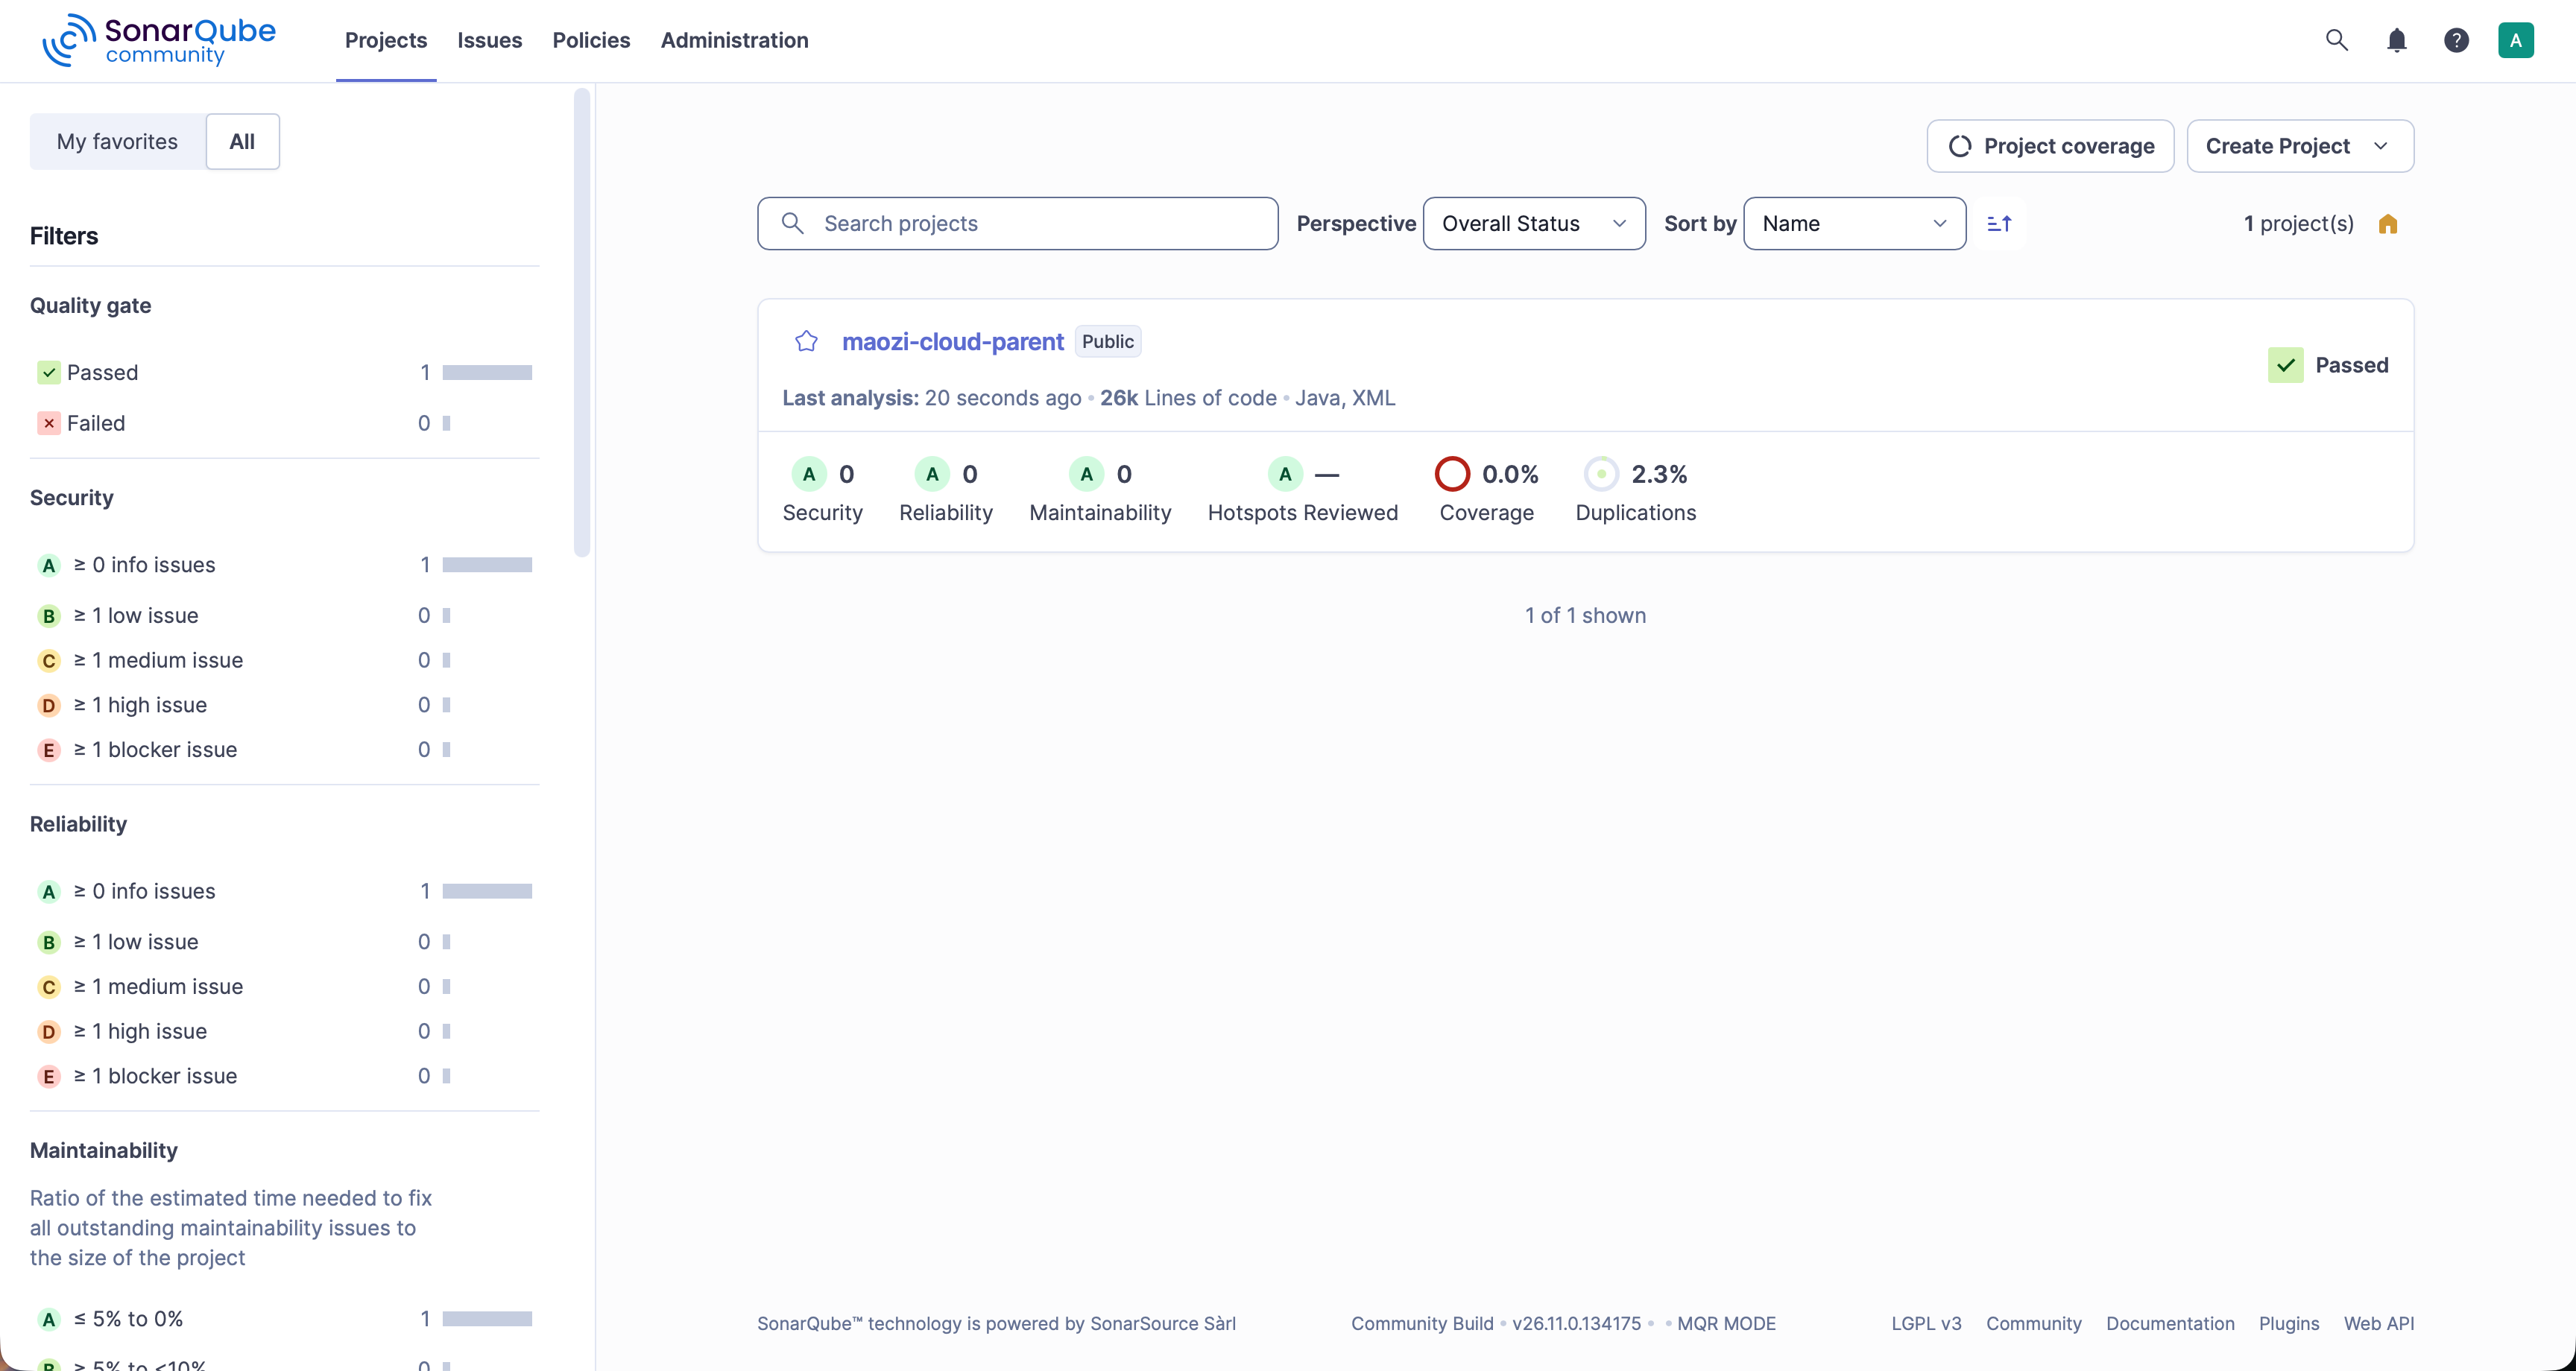 SonarQube
community
Projects
Issues
Policies
Administration
?
A
My favorites
All
Filters
Quality gate
Passed 1
Failed 0
Security
A ≥ 0 info issues 1
B ≥ 1 low issue 0
C ≥ 1 medium issue 0
D ≥ 1 high issue 0
E ≥ 1 blocker issue 0
Reliability
A ≥ 0 info issues 1
B ≥ 1 low issue 0
C ≥ 1 medium issue 0
D ≥ 1 high issue 0
E ≥ 1 blocker issue 0
Maintainability
Ratio of the estimated time needed to fix
all outstanding maintainability issues to
the size of the project
A ≤ 5% to 0% 1
B ≥ 5% to <10% 0
Project coverage
Create Project
Search projects
Perspective
Overall Status
Sort by
Name
1 project(s)
maozi-cloud-parent
Public
Passed
Last analysis: 20 seconds ago • 26k Lines of code • Java, XML
A 0
Security
A 0
Reliability
A 0
Maintainability
A —
Hotspots Reviewed
0.0%
Coverage
2.3%
Duplications
1 of 1 shown
SonarQube™ technology is powered by SonarSource Sàrl
Community Build • v26.11.0.134175 • • MQR MODE
LGPL v3
Community
Documentation
Plugins
Web API